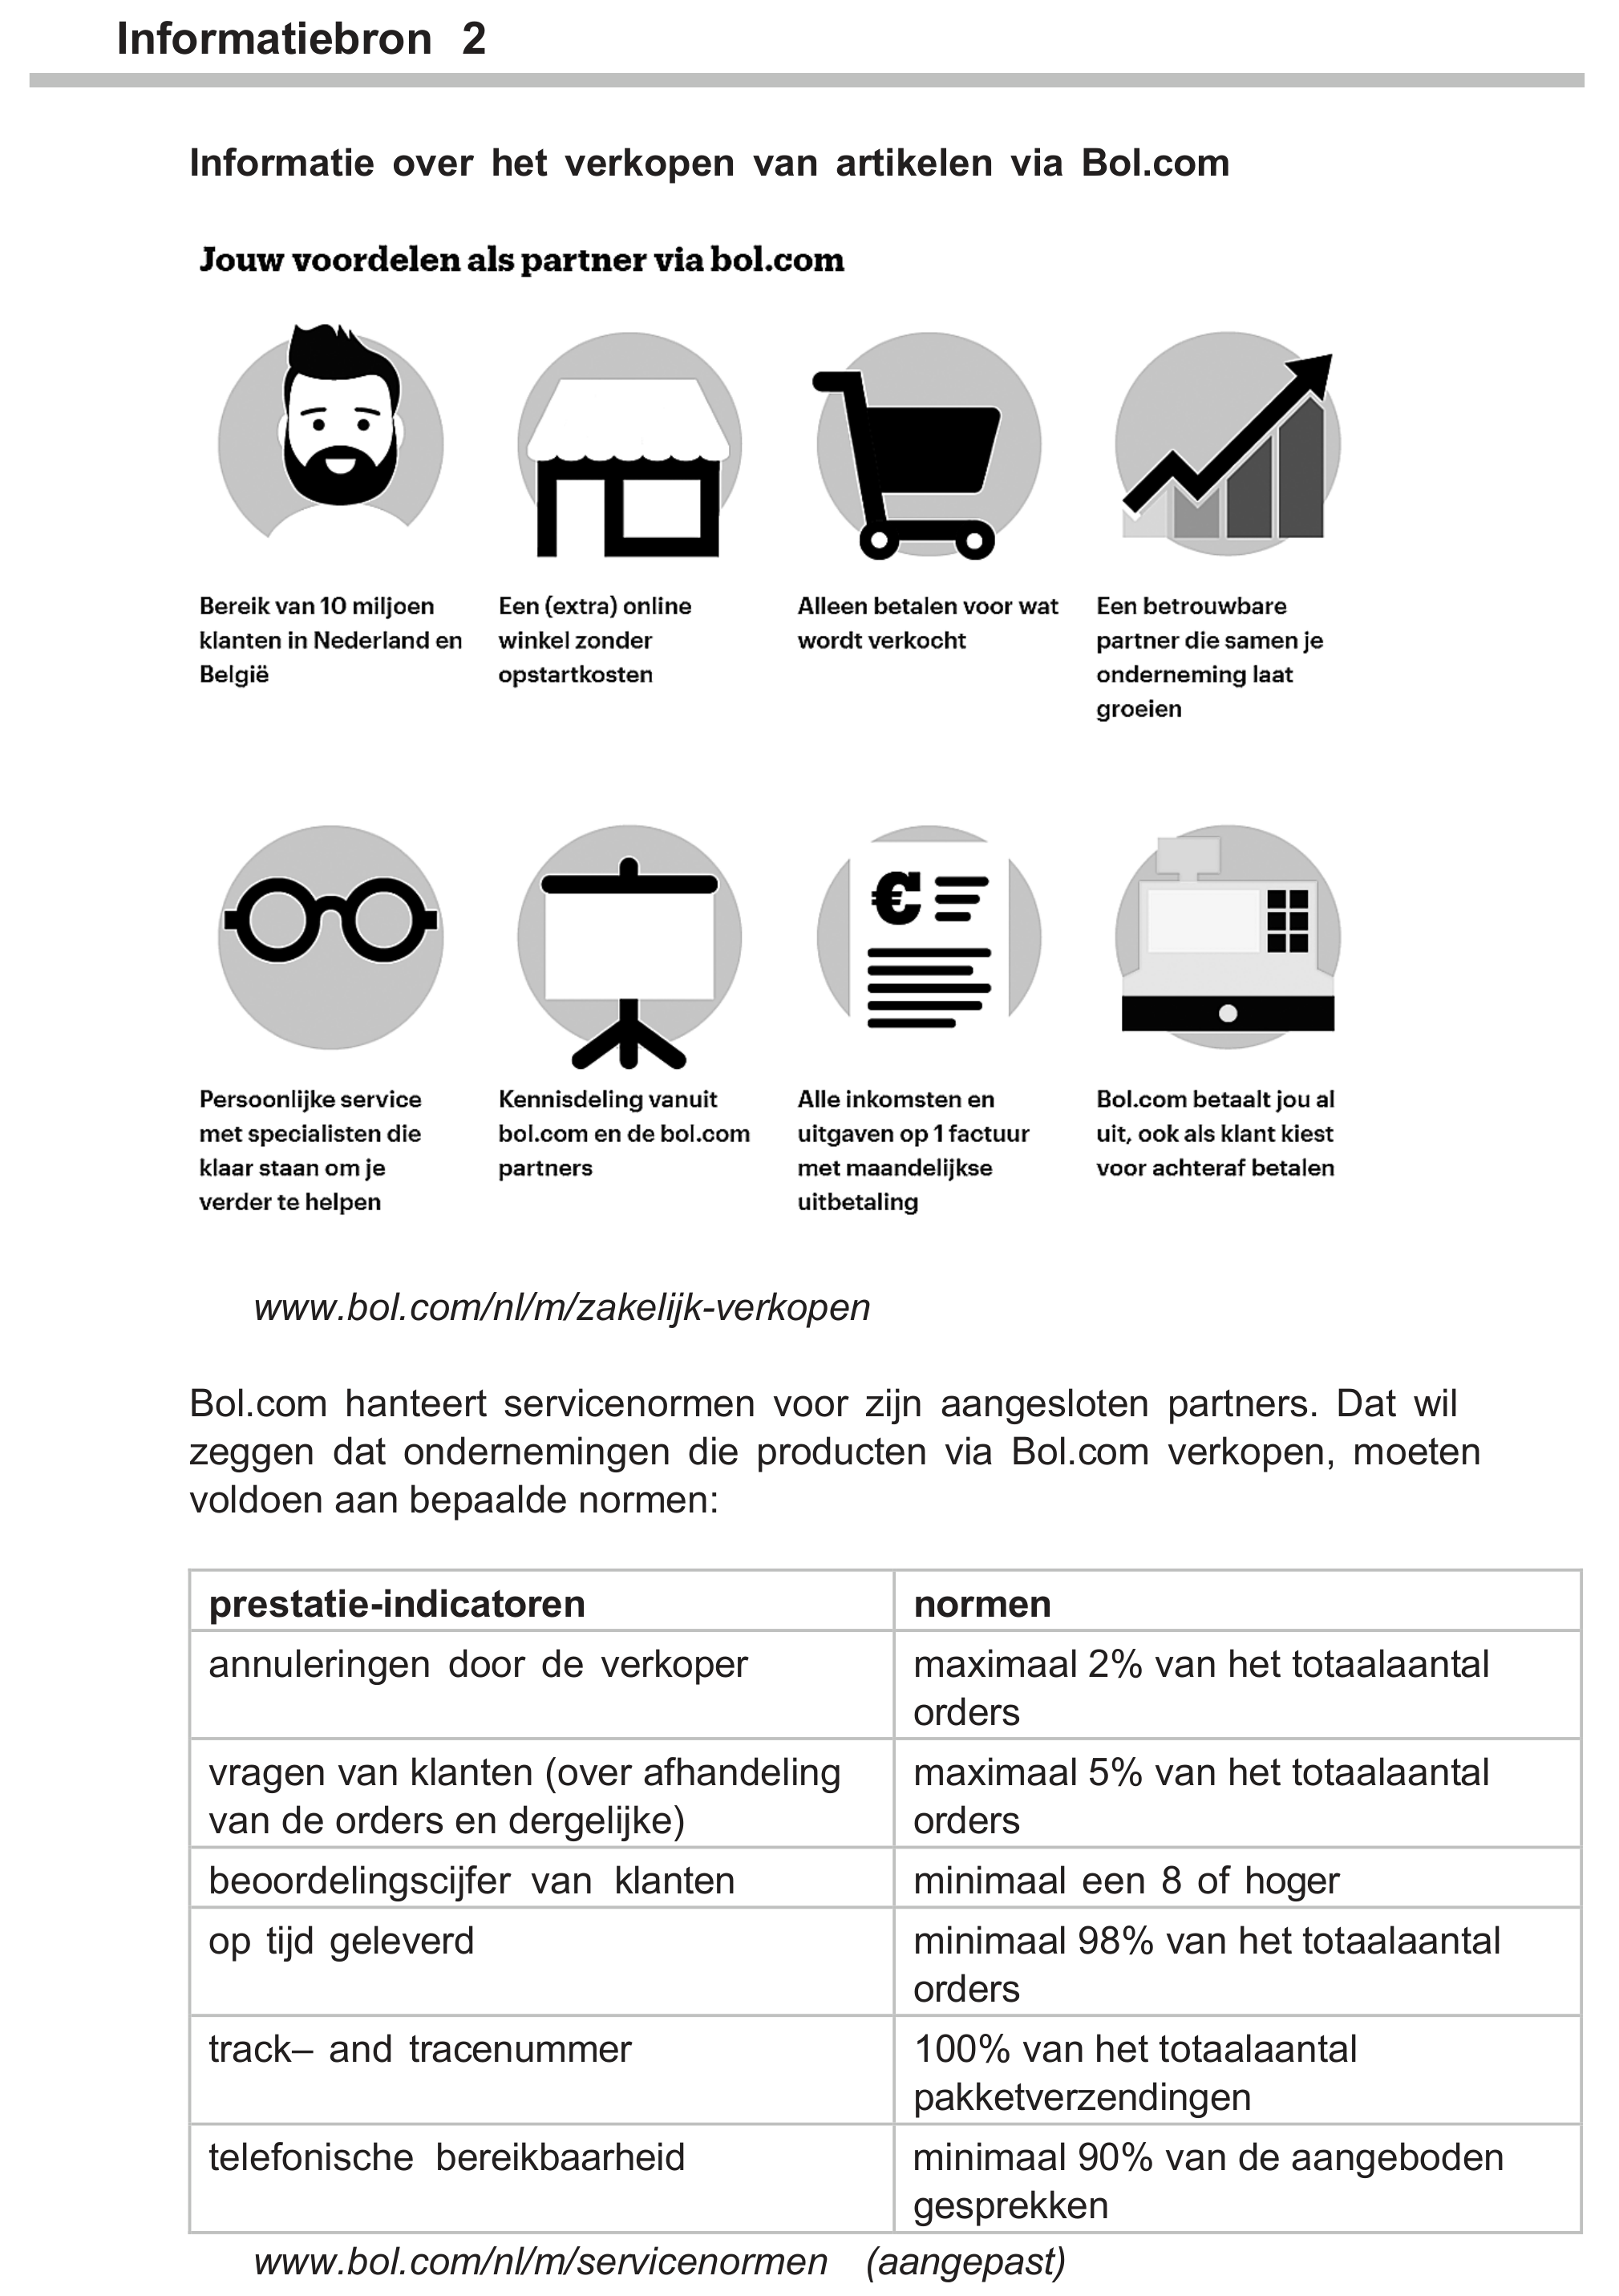 Informatiebron 2
Informatie over het verkopen van artikelen via Bol.com
Jouw voordelen als partner via bol.com
Bereik van 10 miljoen
klanten in Nederland en
België
Een (extra) online
winkel zonder
opstartkosten
Alleen betalen voor wat
wordt verkocht
Een betrouwbare
partner die samen je
onderneming laat
groeien
€
Persoonlijke service
met specialisten die
klaar staan om je
verder te helpen
Kennisdeling vanuit
bol.com en de bol.com
partners
Alle inkomsten en
uitgaven op 1 factuur
met maandelijkse
uitbetaling
Bol.com betaalt jou al
uit, ook als klant kiest
voor achteraf betalen
www.bol.com/nl/m/zakelijk-verkopen
Bol.com hanteert servicenormen voor zijn aangesloten partners. Dat wil
zeggen dat ondernemingen die producten via Bol.com verkopen, moeten
voldoen aan bepaalde normen:
prestatie-indicatoren
normen
annuleringen door de verkoper
maximaal 2% van het totaalaantal
orders
vragen van klanten (over afhandeling
van de orders en dergelijke)
maximaal 5% van het totaalaantal
orders
beoordelingscijfer van klanten
minimaal een 8 of hoger
op tijd geleverd
minimaal 98% van het totaalaantal
orders
track– and tracenummer
100% van het totaalaantal
pakketverzendingen
telefonische bereikbaarheid
minimaal 90% van de aangeboden
gesprekken
www.bol.com/nl/m/servicenormen (aangepast)